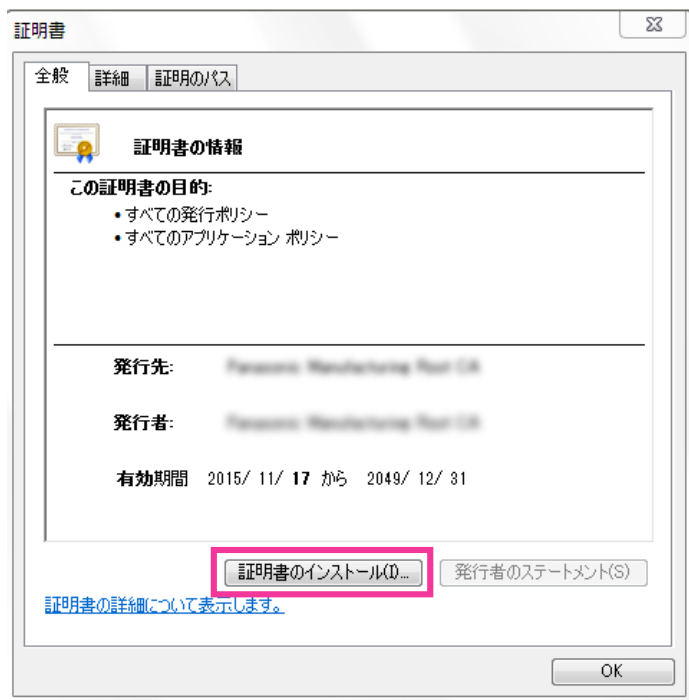 証明書
全般 詳細 証明のパス
証明書の情報
この証明書の目的:
•すべての発行ポリシー
•すべてのアプリケーション ポリシー
発行先:
発行者:
有効期間 2015/ 11/ 17 から 2049/ 12/ 31
証明書のインストール(I)... 発行者のステートメント(S)
証明書の詳細について表示します。
OK